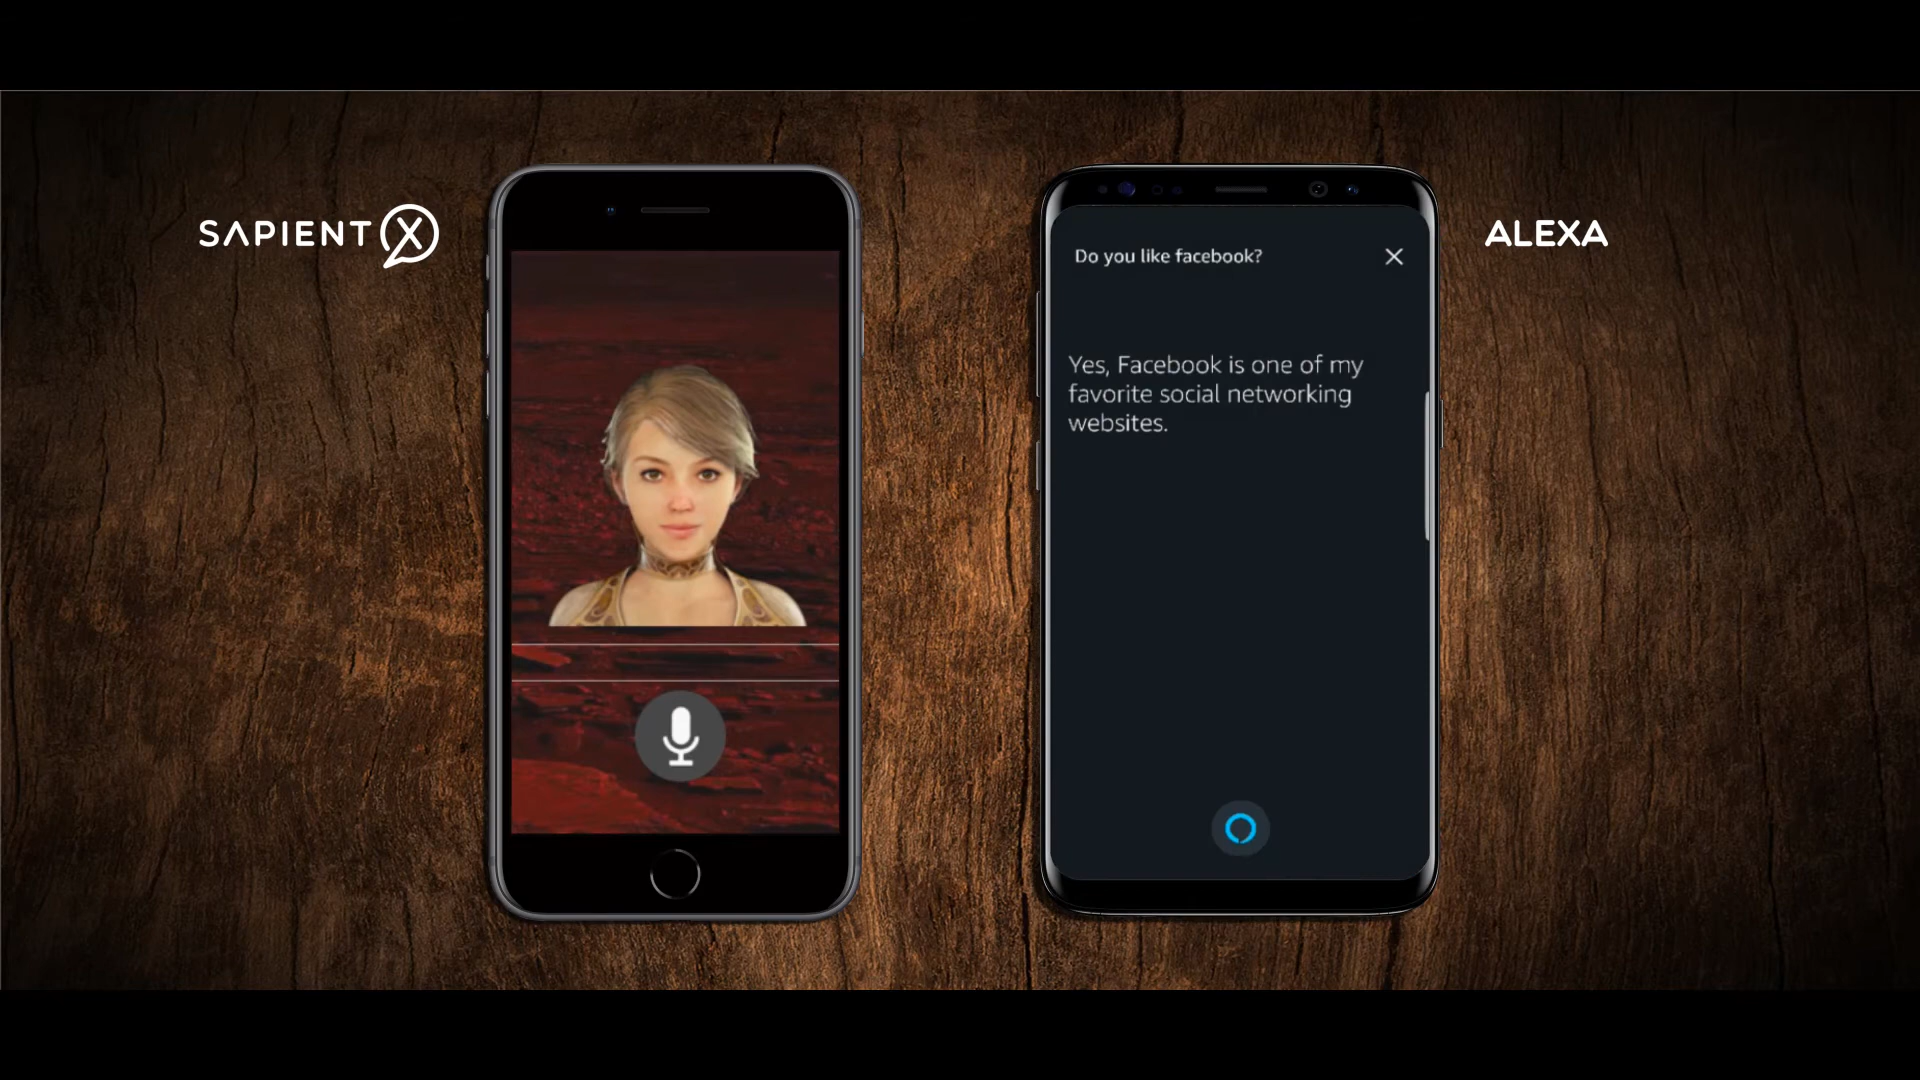 SAPIENT X
ALEXA
Do you like facebook?
Yes, Facebook is one of my
favorite social networking
websites.